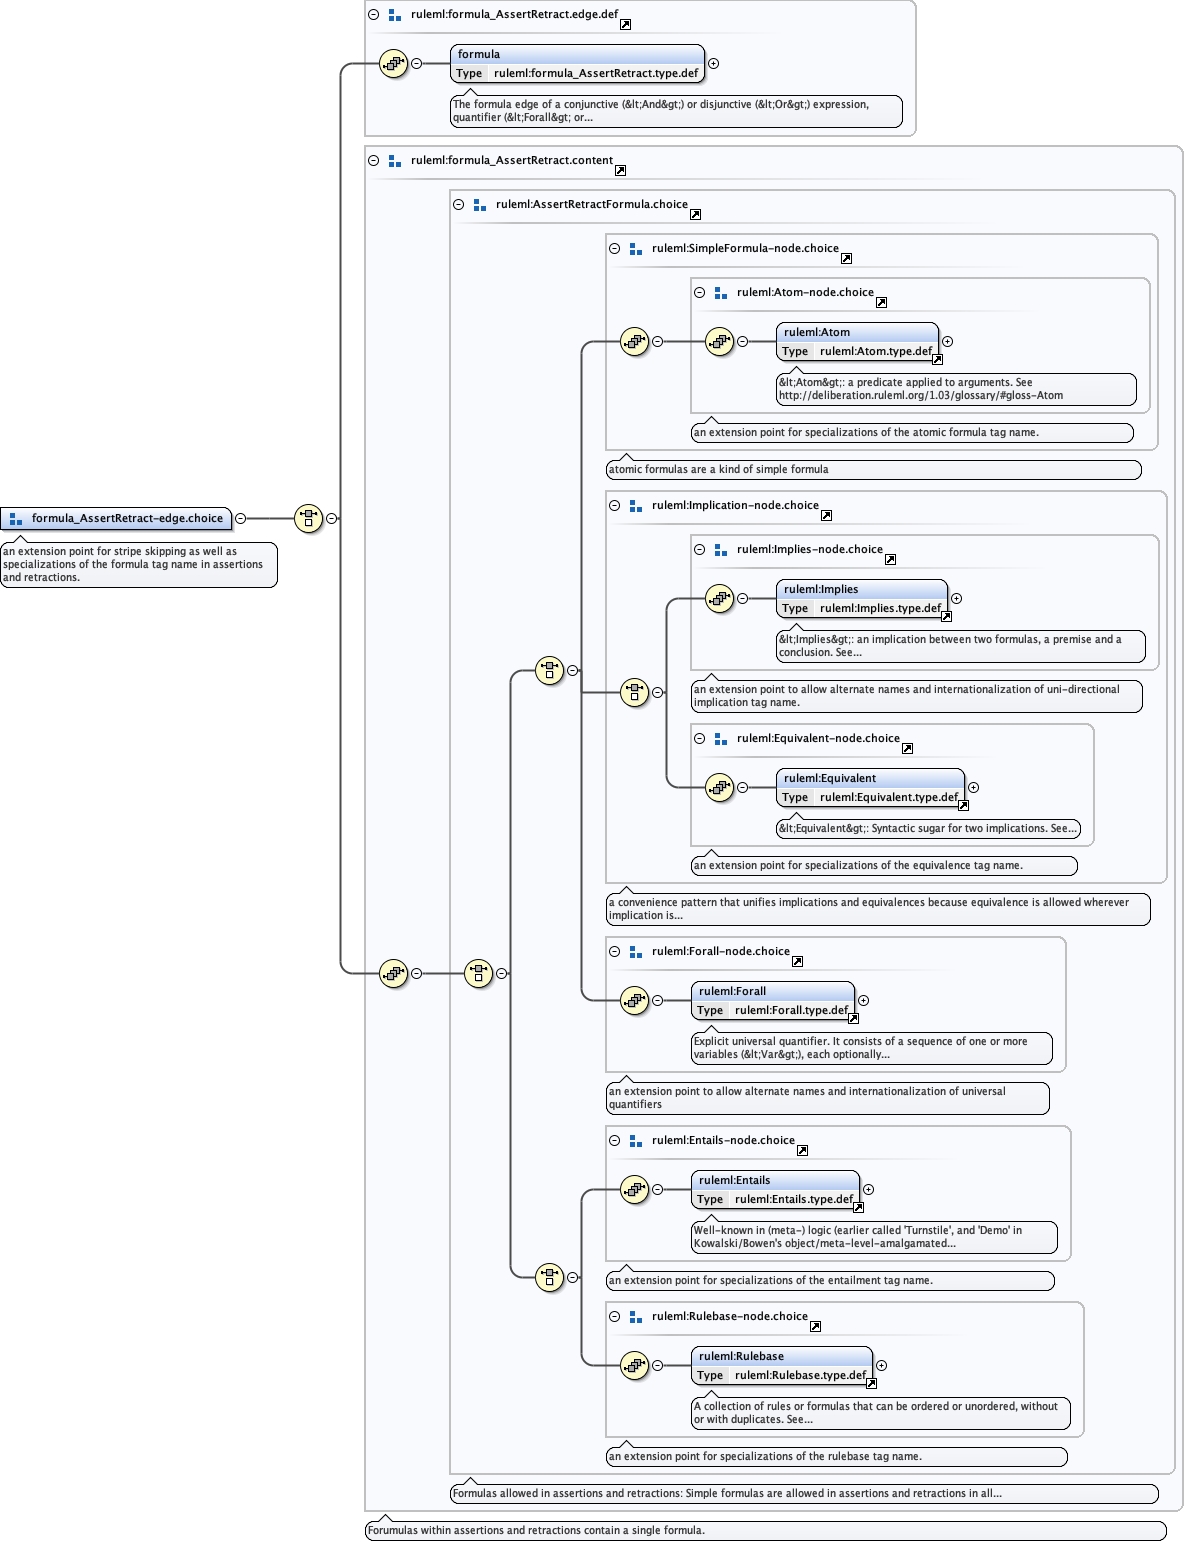 ruleml:formula_AssertRetract.edge.def
formula
Type ruleml:formula_AssertRetract.type.def
The formula edge of a conjunctive (&lt;And&gt;) or disjunctive (&lt;Or&gt;) expression,
quantifier (&lt;Forall&gt; or...
ruleml:formula_AssertRetract.content
ruleml:AssertRetractFormula.choice
ruleml:SimpleFormula-node.choice
ruleml:Atom-node.choice
ruleml:Atom
Type ruleml:Atom.type.def
&lt;Atom&gt;: a predicate applied to arguments. See
http://deliberation.ruleml.org/1.03/glossary/#gloss-Atom
an extension point for specializations of the atomic formula tag name.
atomic formulas are a kind of simple formula
formula_AssertRetract-edge.choice
an extension point for stripe skipping as well as
specializations of the formula tag name in assertions
and retractions.
ruleml:Implication-node.choice
ruleml:Implies-node.choice
ruleml:Implies
Type ruleml:Implies.type.def
&lt;Implies&gt;: an implication between two formulas, a premise and a
conclusion. See...
an extension point to allow alternate names and internationalization of uni-directional
implication tag name.
ruleml:Equivalent-node.choice
ruleml:Equivalent
Type ruleml:Equivalent.type.def
&lt;Equivalent&gt;: Syntactic sugar for two implications. See...
an extension point for specializations of the equivalence tag name.
a convenience pattern that unifies implications and equivalences because equivalence is allowed wherever
implication is...
ruleml:Forall-node.choice
ruleml:Forall
Type ruleml:Forall.type.def
Explicit universal quantifier. It consists of a sequence of one or more
variables (&lt;Var&gt;), each optionally...
an extension point to allow alternate names and internationalization of universal
quantifiers
ruleml:Entails-node.choice
ruleml:Entails
Type ruleml:Entails.type.def
Well-known in (meta-) logic (earlier called 'Turnstile', and 'Demo' in
Kowalski/Bowen's object/meta-level-amalgamated...
an extension point for specializations of the entailment tag name.
ruleml:Rulebase-node.choice
ruleml:Rulebase
Type ruleml:Rulebase.type.def
A collection of rules or formulas that can be ordered or unordered, without
or with duplicates. See...
an extension point for specializations of the rulebase tag name.
Formulas allowed in assertions and retractions: Simple formulas are allowed in assertions and retractions in all...
Forumulas within assertions and retractions contain a single formula.